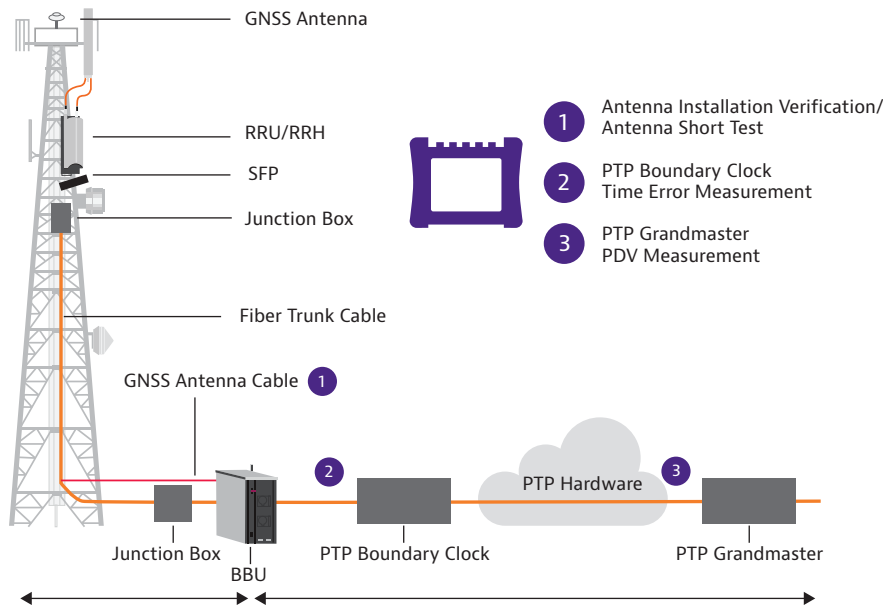 GNSS Antenna
RRU/RRH
SFP
Junction Box
Fiber Trunk Cable
GNSS Antenna Cable 1
1 Antenna Installation Verification/
Antenna Short Test
2 PTP Boundary Clock
Time Error Measurement
3 PTP Grandmaster
PDV Measurement
2
PTP Hardware
3
Junction Box
BBU
PTP Boundary Clock
PTP Grandmaster